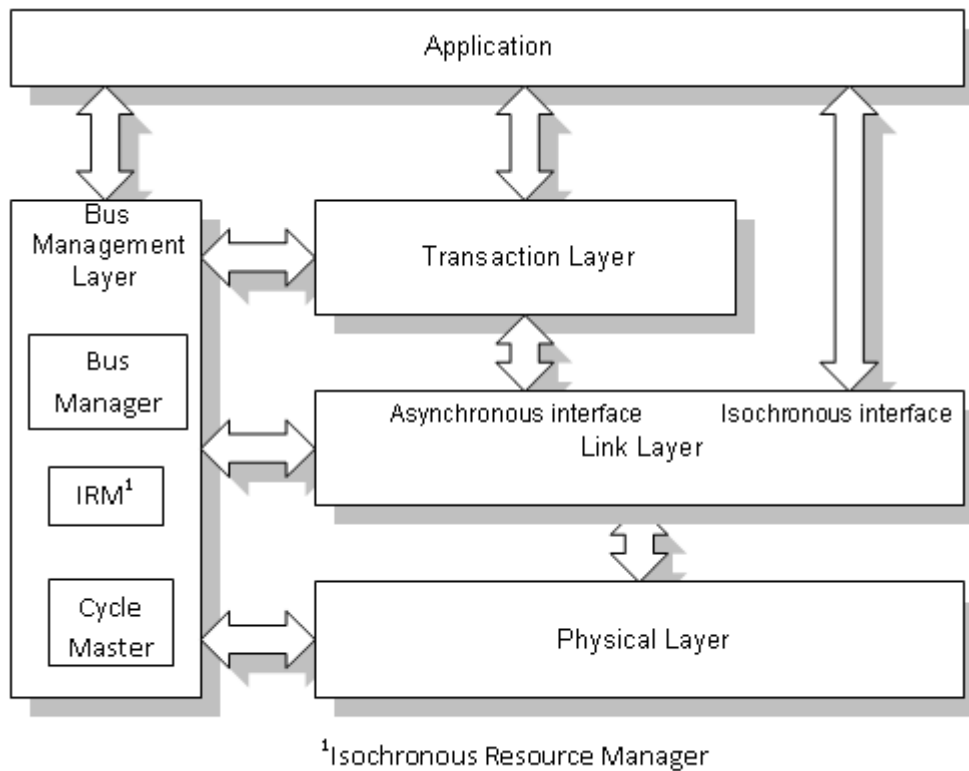 Application
Bus
Management
Layer
Transaction Layer
Bus
Manager
Asynchronous interface
Isochronous interface
Link Layer
IRM¹
Cycle
Master
Physical Layer
¹Isochronous Resource Manager